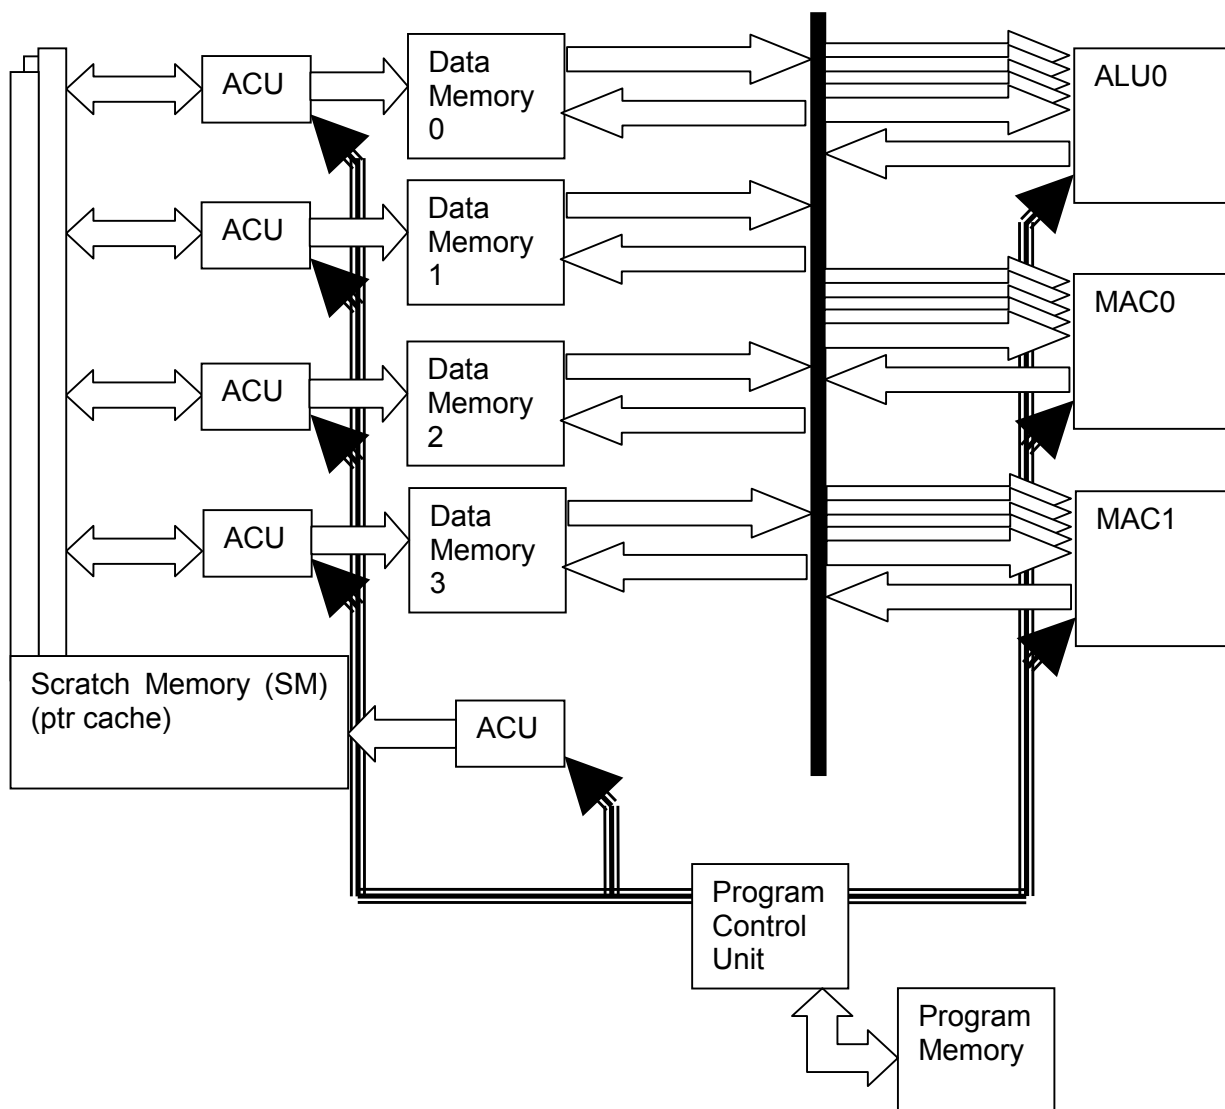 ACU
Data
Memory
0
ALU0
ACU
Data
Memory
1
MAC0
ACU
Data
Memory
2
ACU
Data
Memory
3
MAC1
Scratch Memory (SM)
(ptr cache)
ACU
Program
Control
Unit
Program
Memory